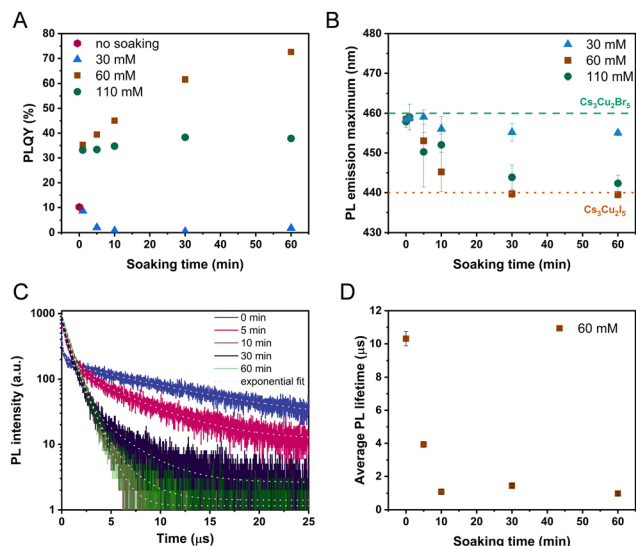 A
no soaking
30 mM
60 mM
110 mM
80
70
60
50
40
30
20
10
0
PLQY (%)
0 10 20 30 40 50 60
Soaking time (min)
B
30 mM
60 mM
110 mM
480
470
460
450
440
430
PL emission maximum (nm)
Cs₃Cu₂Br₅
Cs₃Cu₂I₅
0 10 20 30 40 50 60
Soaking time (min)
C
0 min
5 min
10 min
30 min
60 min
exponential fit
1000
100
10
1
PL intensity (a.u.)
0 5 10 15 20 25
Time (μs)
D
60 mM
12
10
8
6
4
2
0
Average PL lifetime (μs)
0 10 20 30 40 50 60
Soaking time (min)